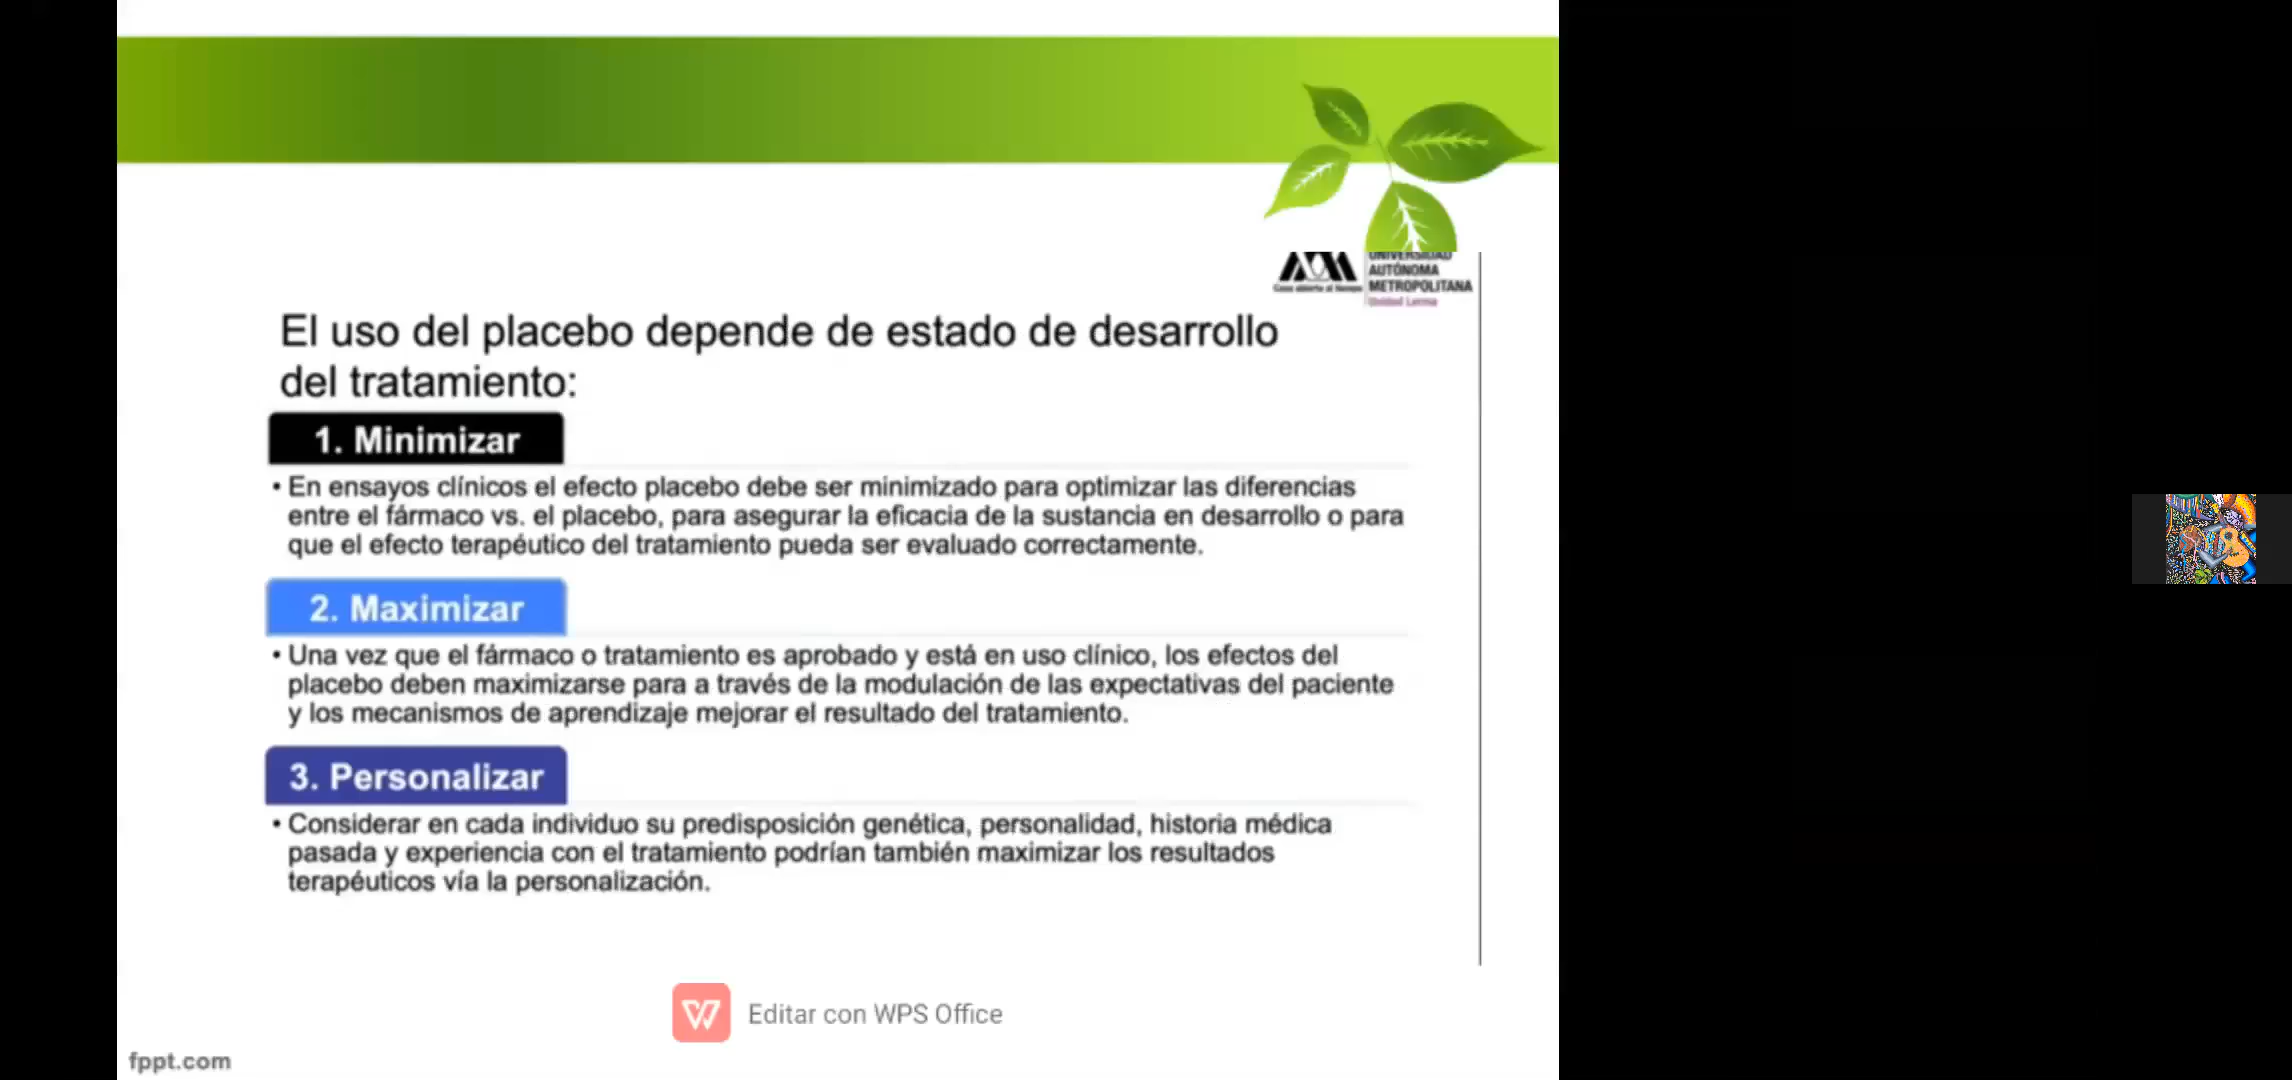 UNIVERSIDAD
AUTÓNOMA
METROPOLITANA
Casa abierta al tiempo
Unidad Lerma
El uso del placebo depende de estado de desarrollo
del tratamiento:
1. Minimizar
• En ensayos clínicos el efecto placebo debe ser minimizado para optimizar las diferencias
entre el fármaco vs. el placebo, para asegurar la eficacia de la sustancia en desarrollo o para
que el efecto terapéutico del tratamiento pueda ser evaluado correctamente.
2. Maximizar
• Una vez que el fármaco o tratamiento es aprobado y está en uso clínico, los efectos del
placebo deben maximizarse para a través de la modulación de las expectativas del paciente
y los mecanismos de aprendizaje mejorar el resultado del tratamiento.
3. Personalizar
• Considerar en cada individuo su predisposición genética, personalidad, historia médica
pasada y experiencia con el tratamiento podrían también maximizar los resultados
terapéuticos vía la personalización.
Editar con WPS Office
fppt.com